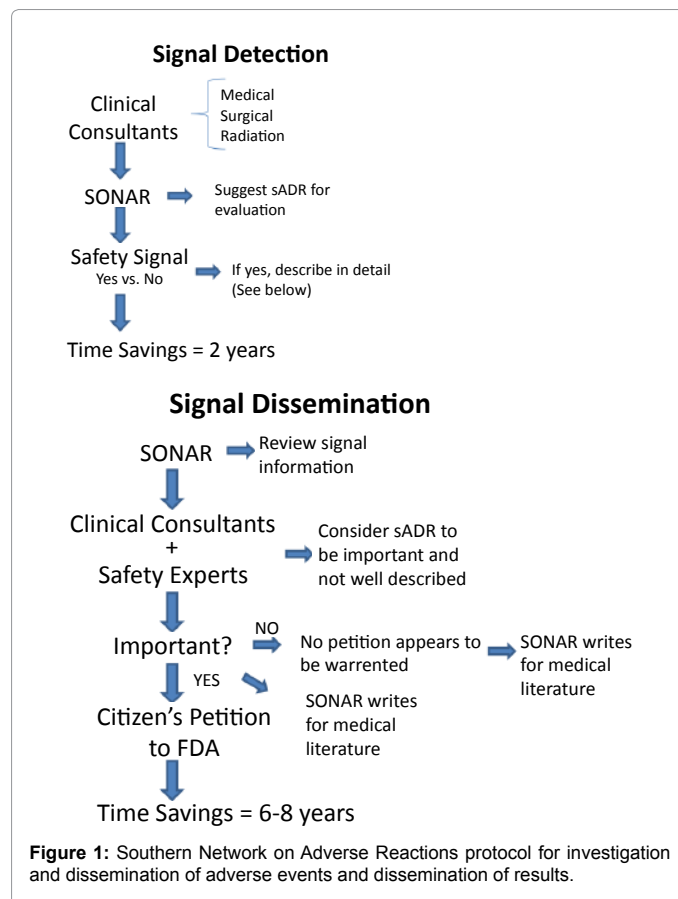 Signal Detection
Clinical
Consultants
Medical
Surgical
Radiation
SONAR
Suggest sADR for
evaluation
Safety Signal
Yes vs. No
If yes, describe in detail
(See below)
Time Savings = 2 years
Signal Dissemination
SONAR
Review signal
information
Clinical Consultants
+
Safety Experts
Consider sADR to
be important and
not well described
Important?
NO
No petition appears to
be warrented
SONAR writes
for medical
literature
YES
SONAR writes
for medical
literature
Citizen's Petition
to FDA
Time Savings = 6-8 years
Figure 1: Southern Network on Adverse Reactions protocol for investigation
and dissemination of adverse events and dissemination of results.